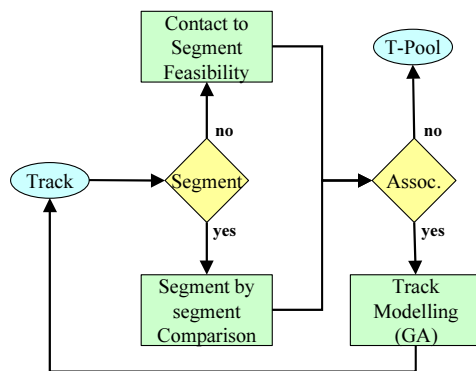 Contact to
Segment
Feasibility
T-Pool
no
no
Track
Segment
Assoc.
yes
yes
Segment by
segment
Comparison
Track
Modelling
(GA)